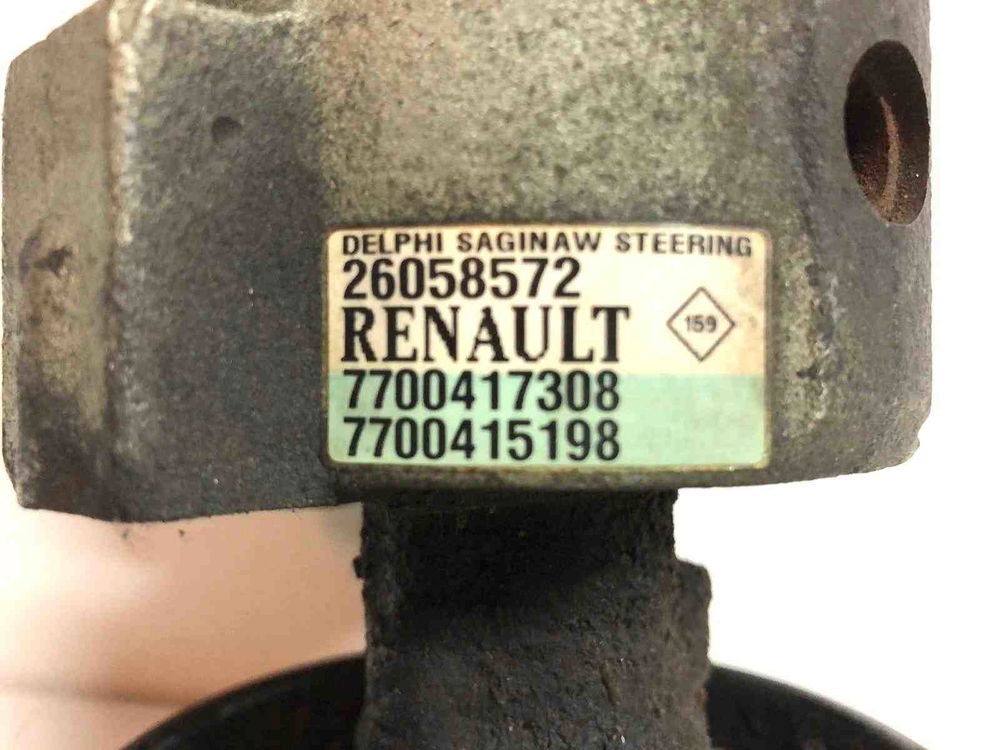 DELPHI SAGINAW STEERING
26058572
RENAULT
159
7700417308
7700415198